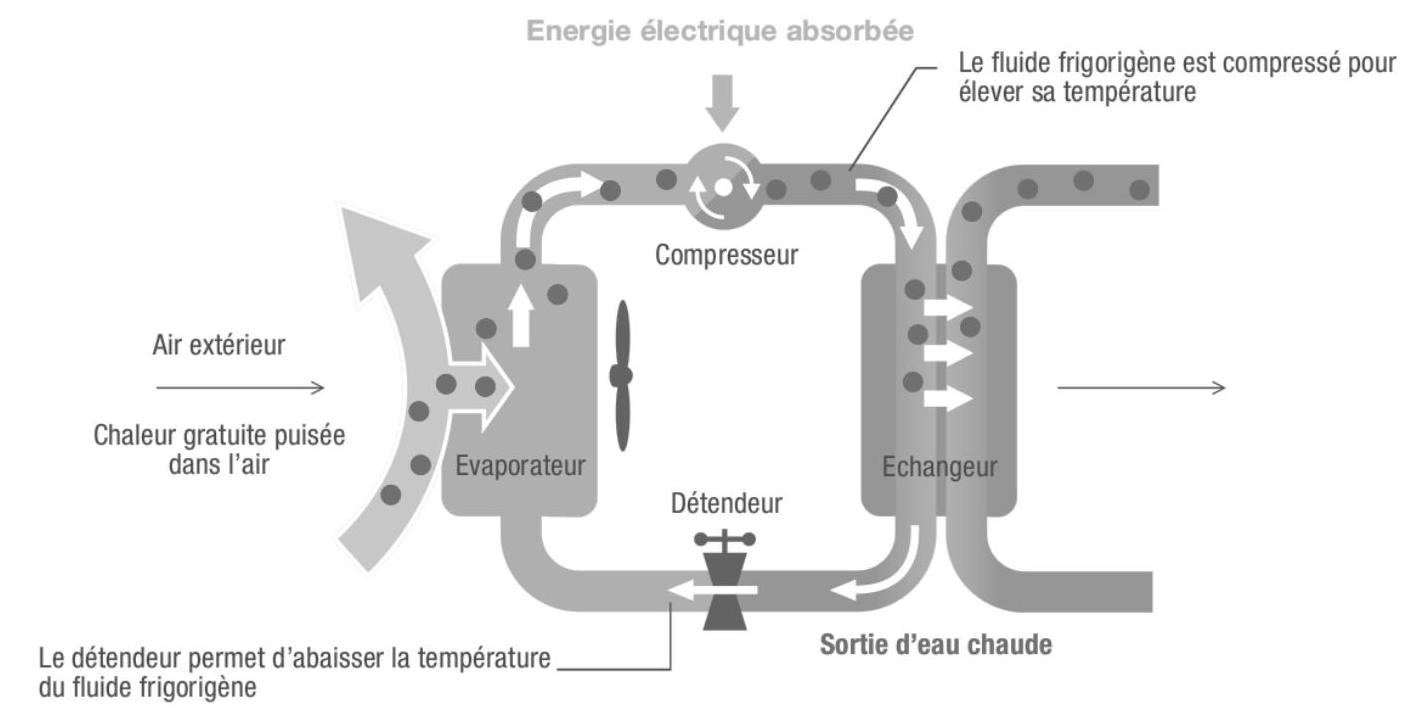 Energie électrique absorbée
Le fluide frigorigène est compressé pour
élever sa température
Compresseur
Air extérieur
Chaleur gratuite puisée
dans l'air
Evaporateur
Echangeur
Détendeur
Sortie d'eau chaude
Le détendeur permet d'abaisser la température
du fluide frigorigène